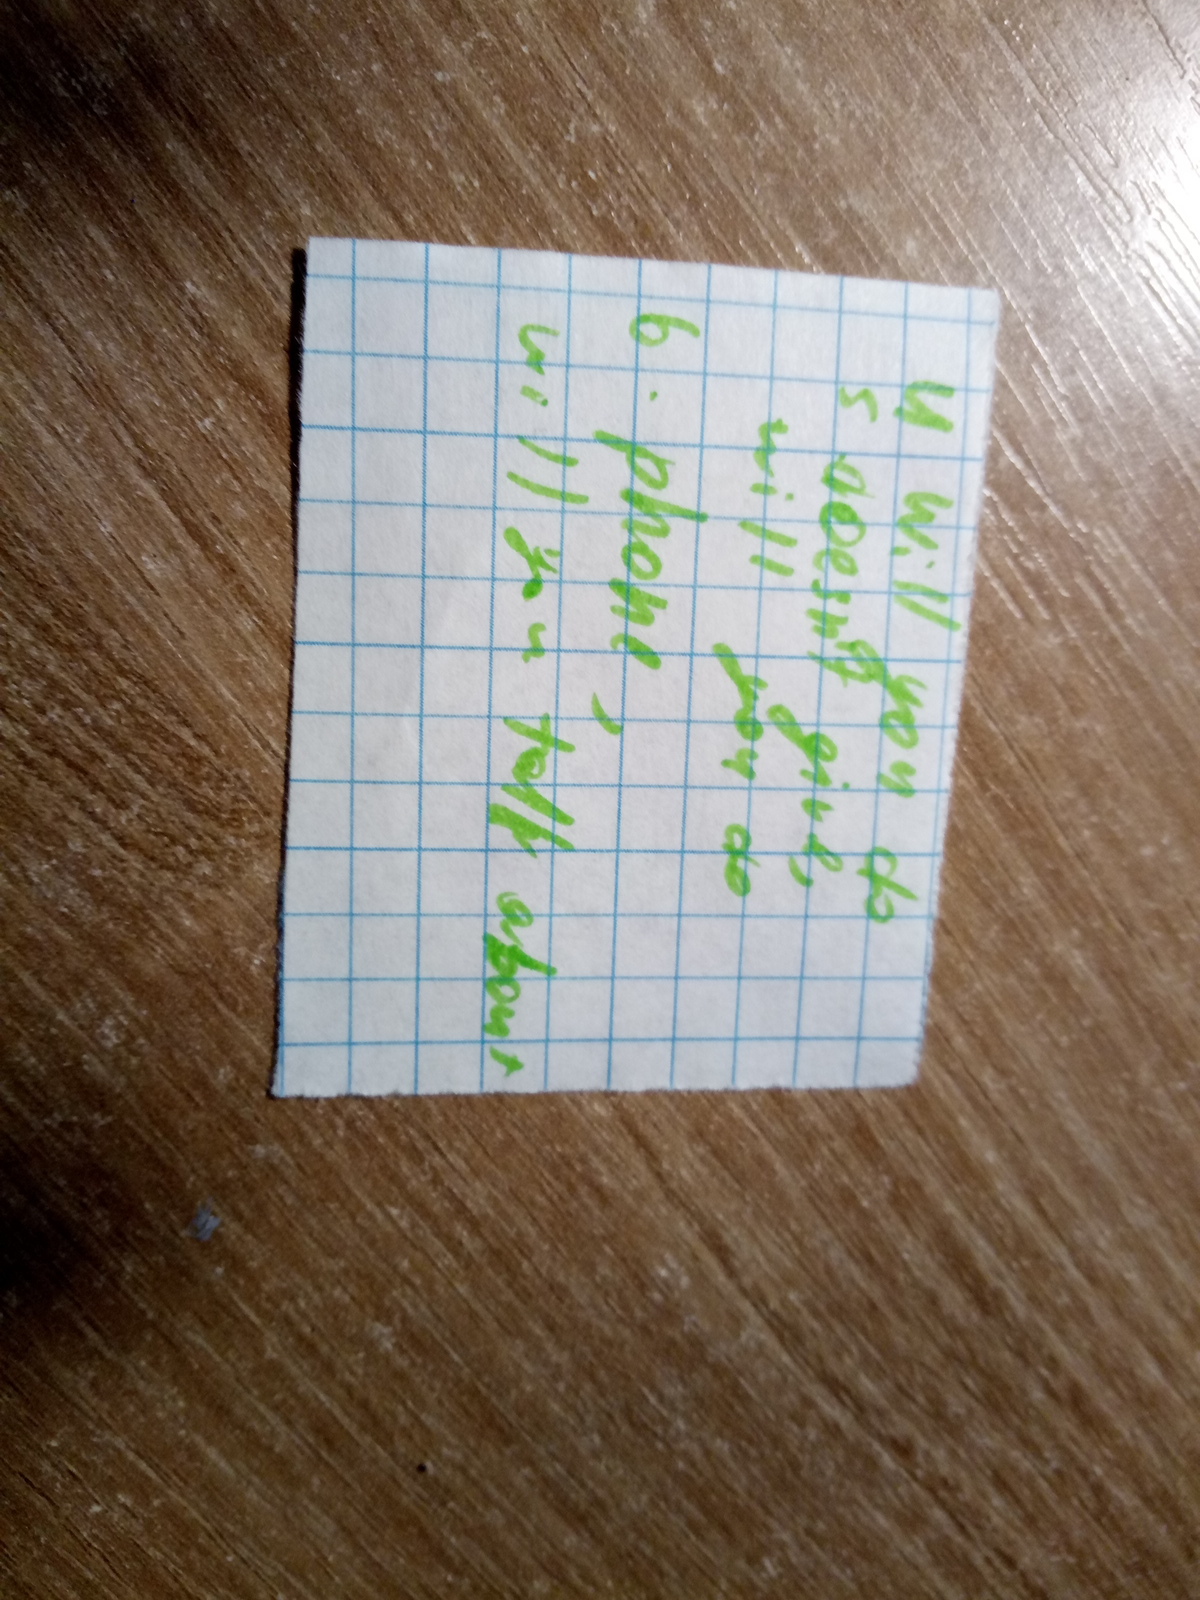 4 will you do
5 doesn't give,
will you do
6. phone,
will you talk about